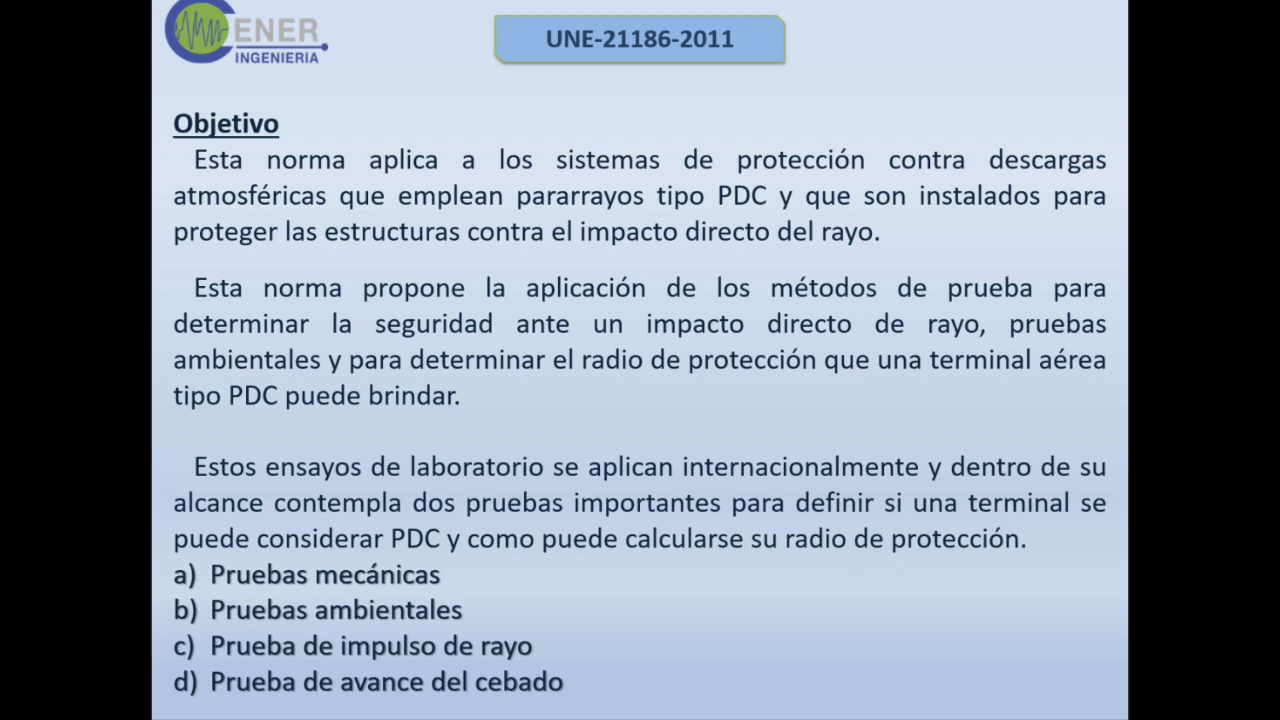 ENER
INGENIERIA
UNE-21186-2011
Objetivo
Esta norma aplica a los sistemas de protección contra descargas
atmosféricas que emplean pararrayos tipo PDC y que son instalados para
proteger las estructuras contra el impacto directo del rayo.
Esta norma propone la aplicación de los métodos de prueba para
determinar la seguridad ante un impacto directo de rayo, pruebas
ambientales y para determinar el radio de protección que una terminal aérea
tipo PDC puede brindar.
Estos ensayos de laboratorio se aplican internacionalmente y dentro de su
alcance contempla dos pruebas importantes para definir si una terminal se
puede considerar PDC y como puede calcularse su radio de protección.
a) Pruebas mecánicas
b) Pruebas ambientales
c) Prueba de impulso de rayo
d) Prueba de avance del cebado